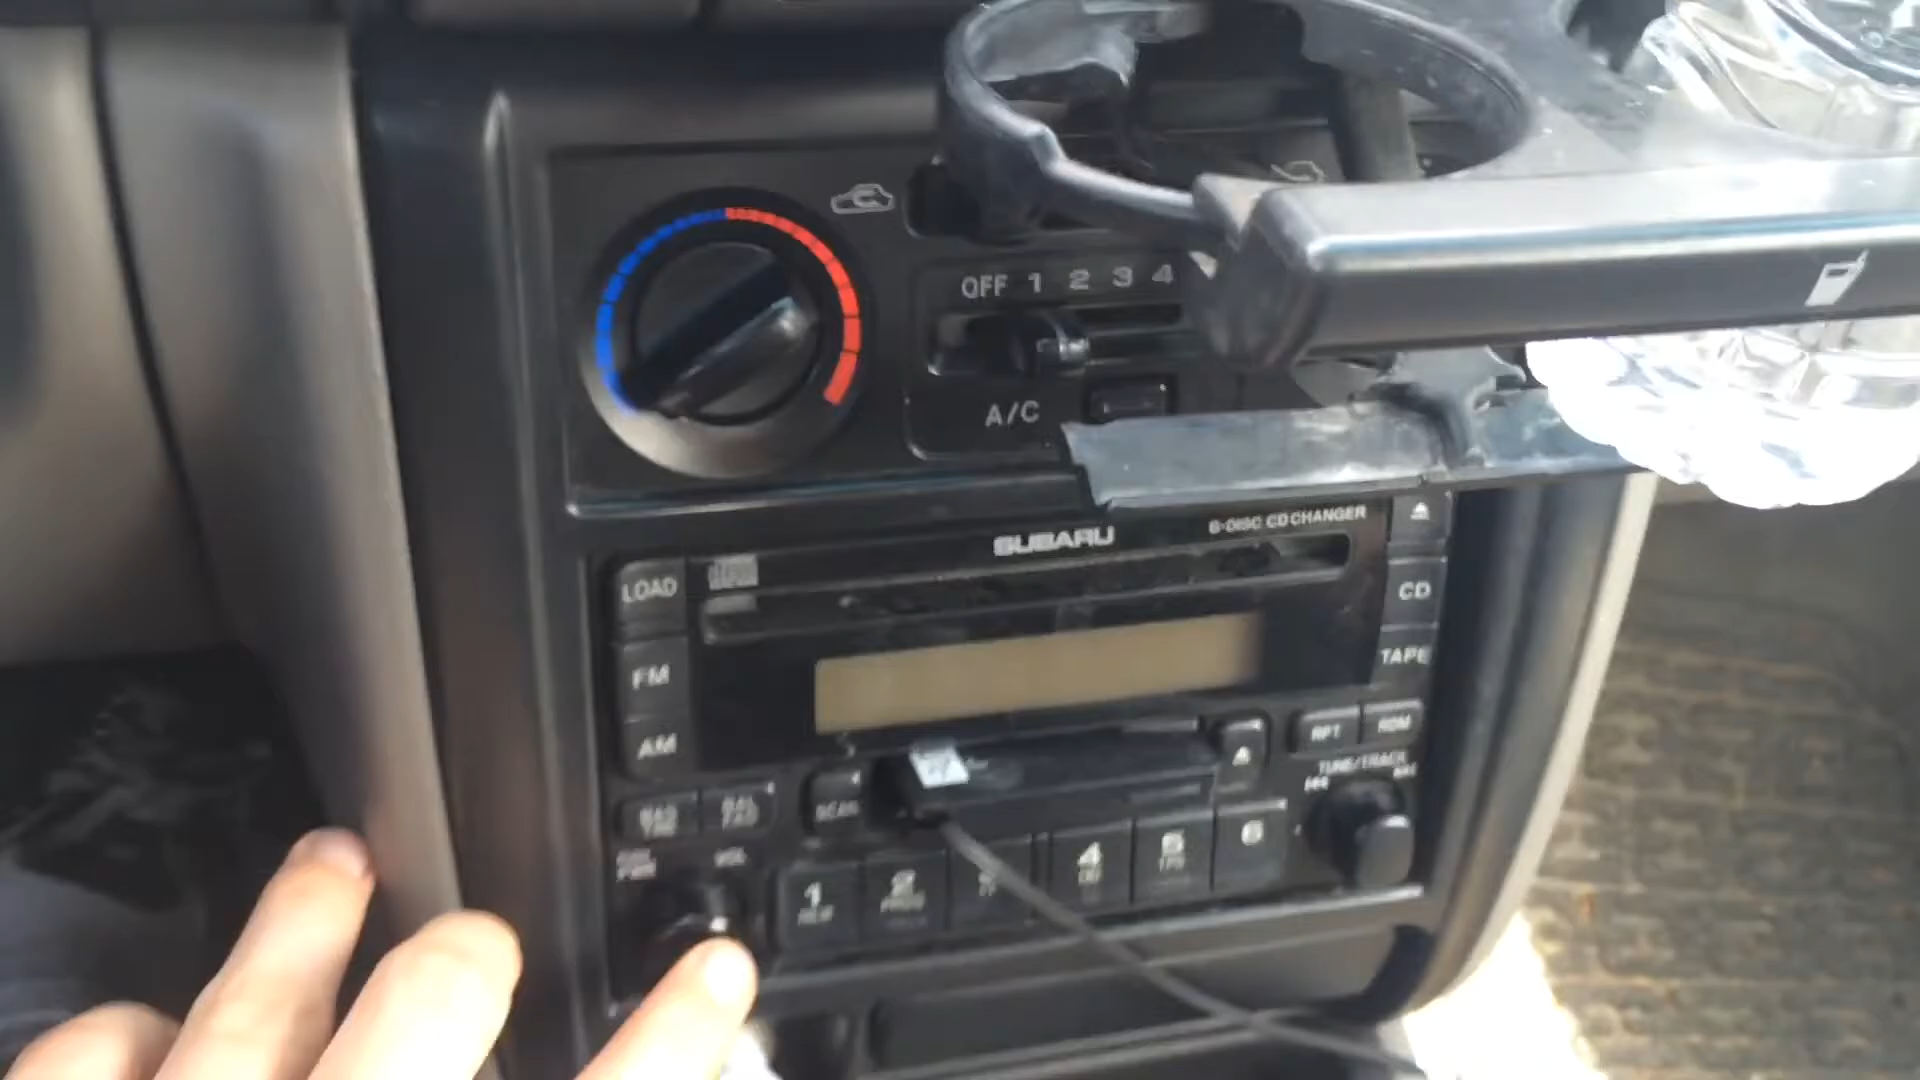 OFF 1 2 3 4
A/C
SUBARU
6-DISC CD CHANGER
LOAD
CD
FM
TAPE
AM
RPT
RDM
TUNE/TRACK
SCAN
VOL
1
2
4
5
6